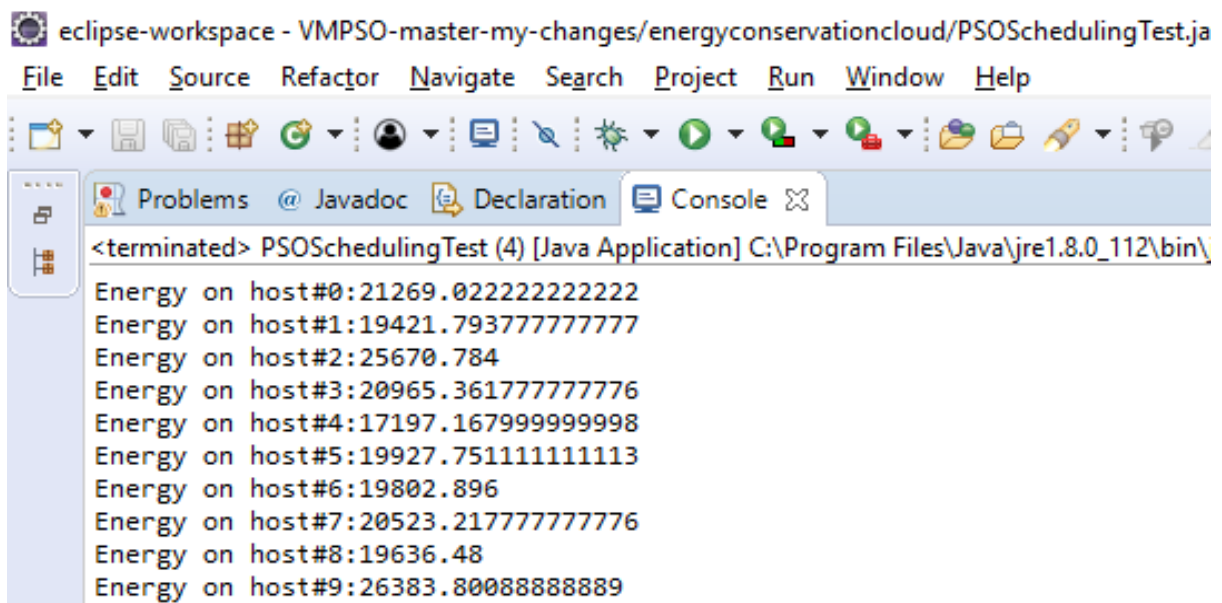 eclipse-workspace - VMPSO-master-my-changes/energyconservationcloud/PSOSchedulingTest.ja
File Edit Source Refactor Navigate Search Project Run Window Help
Problems @ Javadoc Declaration Console
<terminated> PSOSchedulingTest (4) [Java Application] C:\Program Files\Java\jre1.8.0_112\bin\
Energy on host#0:21269.022222222222
Energy on host#1:19421.793777777777
Energy on host#2:25670.784
Energy on host#3:20965.361777777776
Energy on host#4:17197.167999999998
Energy on host#5:19927.751111111113
Energy on host#6:19802.896
Energy on host#7:20523.217777777776
Energy on host#8:19636.48
Energy on host#9:26383.80088888889